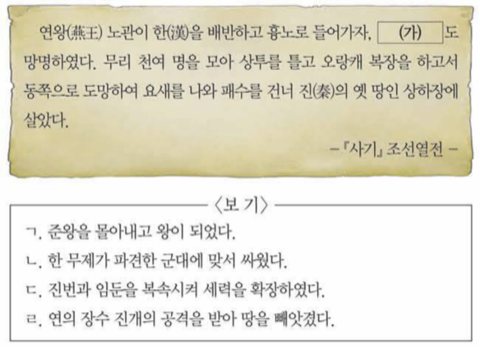 연왕(燕王) 노관이 한(漢)을 배반하고 흉노로 들어가자, (가) 도
망명하였다. 무리 천여 명을 모아 상투를 틀고 오랑캐 복장을 하고서
동쪽으로 도망하여 요새를 나와 패수를 건너 진(秦)의 옛 땅인 상하장에
살았다.
－『사기』 조선열전－
〈보 기〉
ㄱ. 준왕을 몰아내고 왕이 되었다.
ㄴ. 한 무제가 파견한 군대에 맞서 싸웠다.
ㄷ. 진번과 임둔을 복속시켜 세력을 확장하였다.
ㄹ. 연의 장수 진개의 공격을 받아 땅을 빼앗겼다.